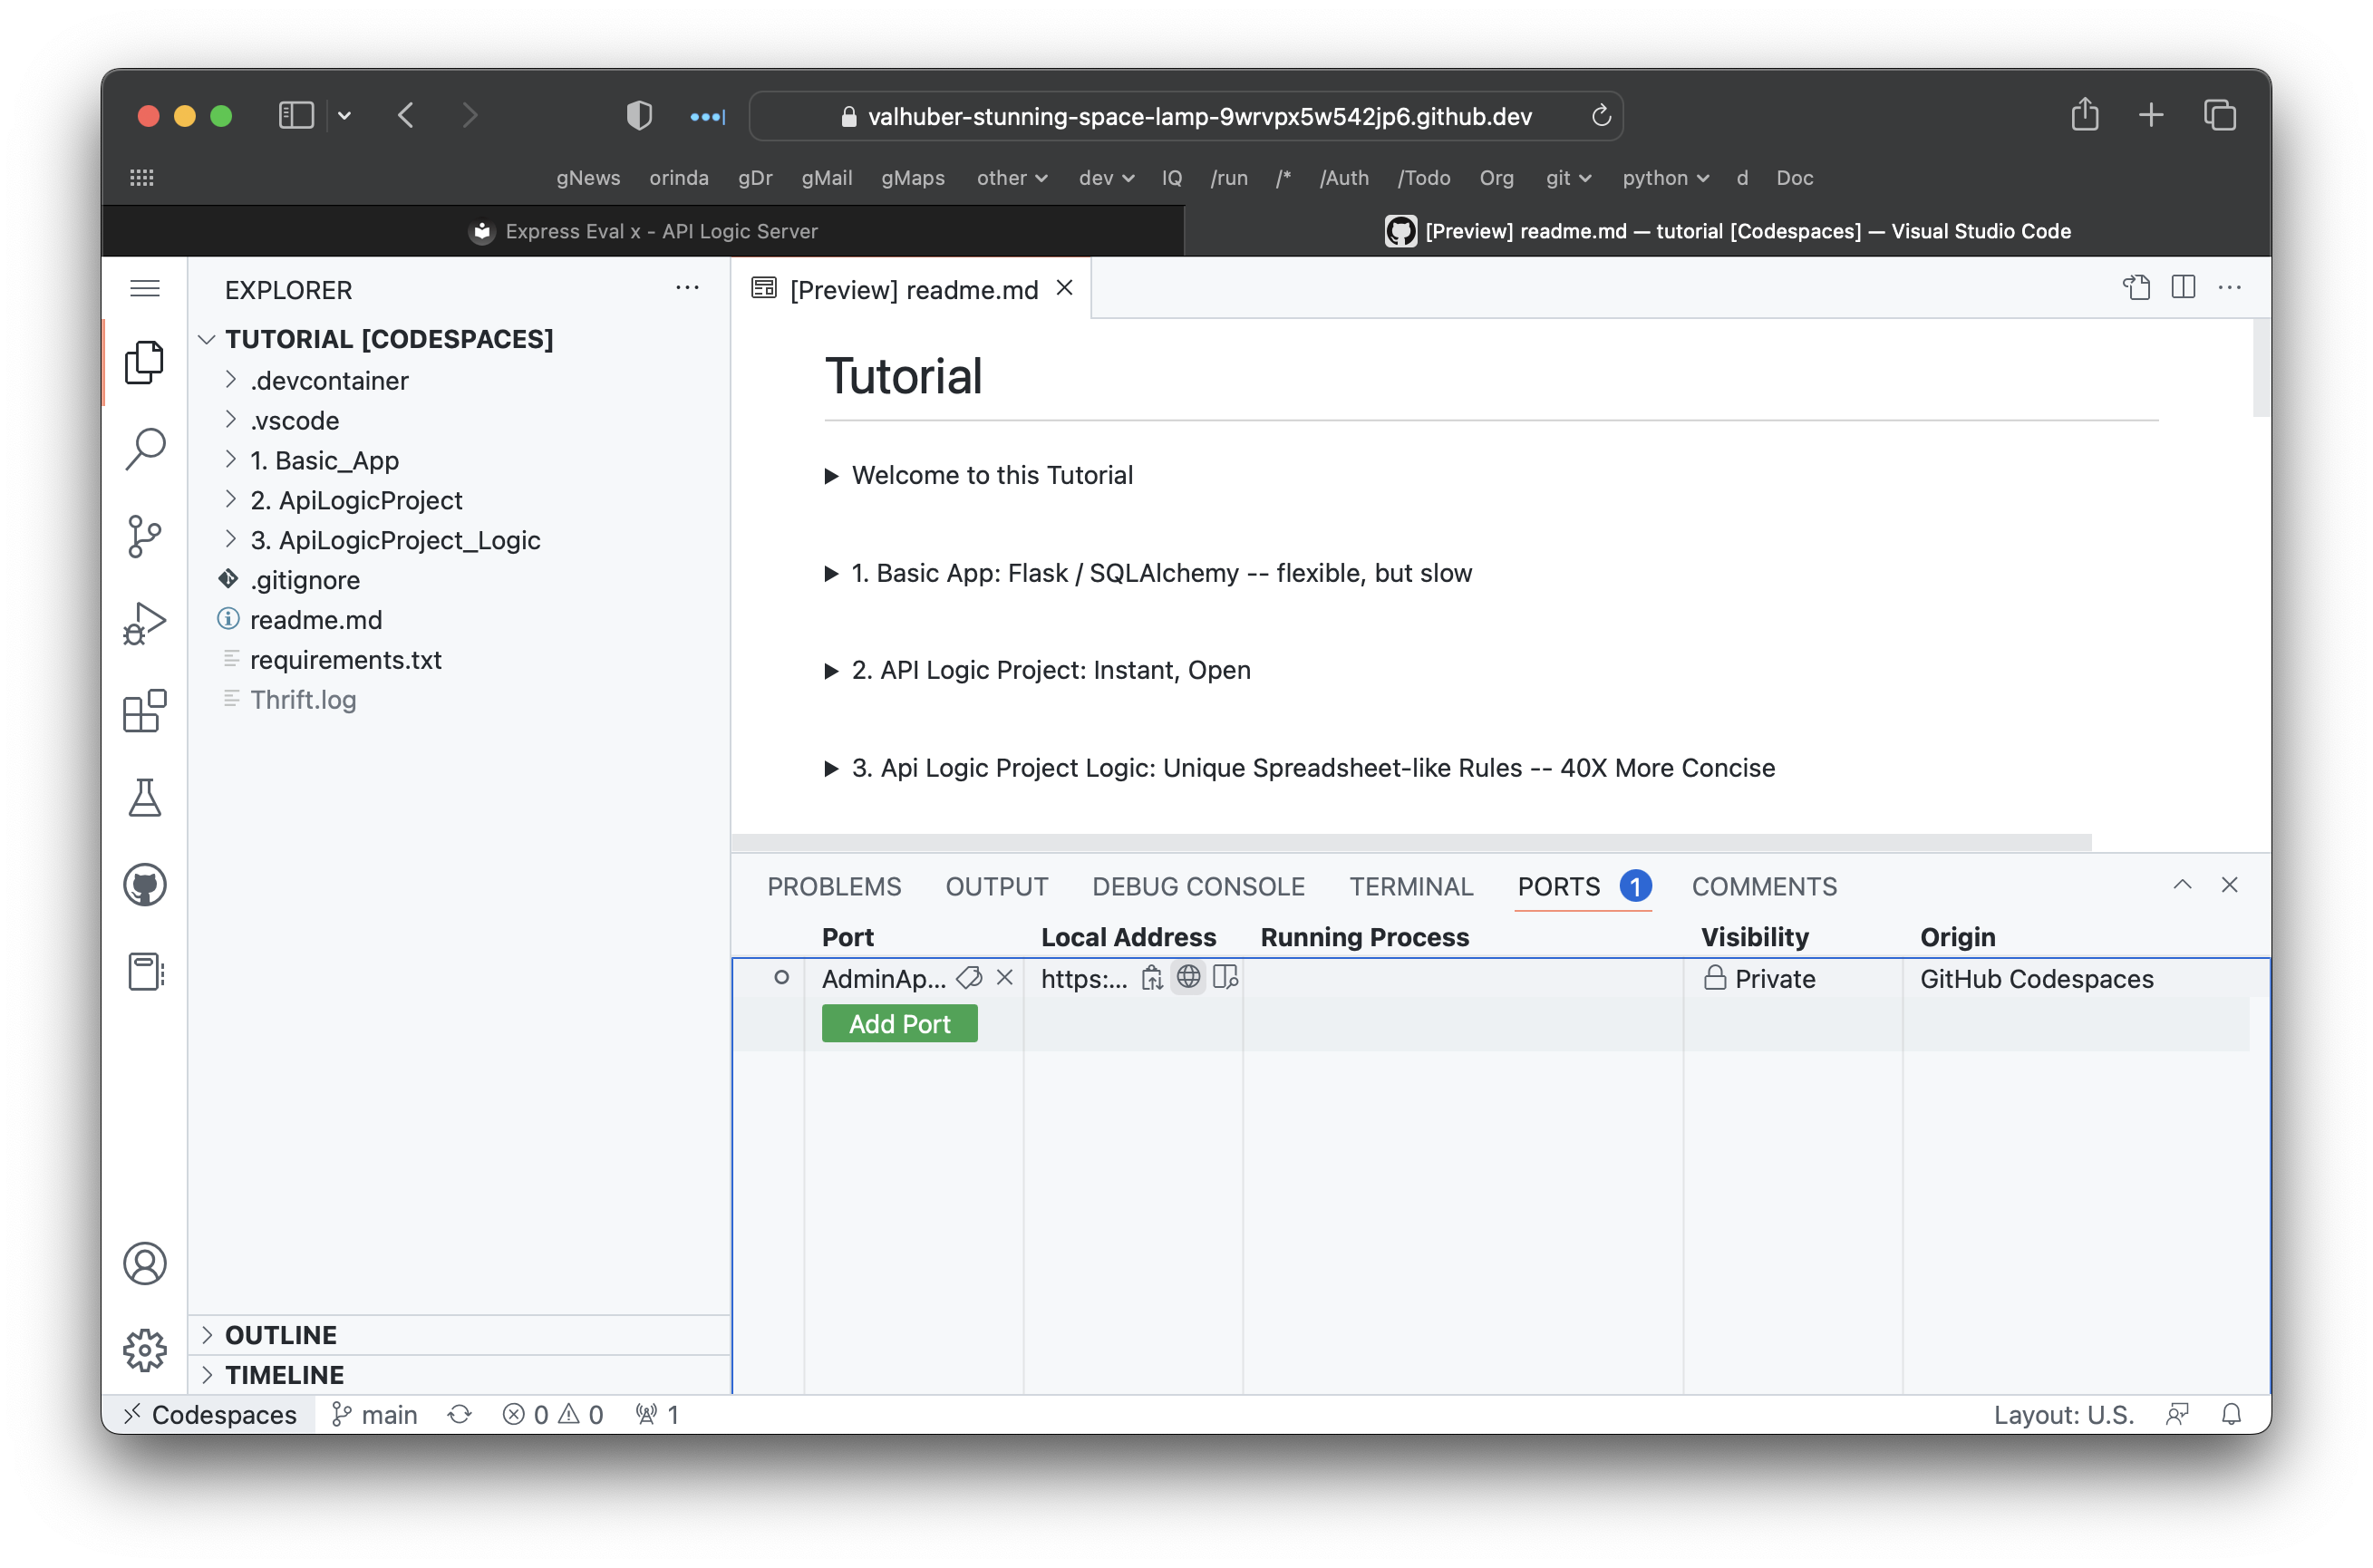 valhuber-stunning-space-lamp-9wrvpx5w542jp6.github.dev
gNews orinda gDr gMail gMaps other dev IQ /run /* /Auth /Todo Org git python d Doc
Express Eval x - API Logic Server
[Preview] readme.md — tutorial [Codespaces] — Visual Studio Code
EXPLORER
TUTORIAL [CODESPACES]
.devcontainer
.vscode
1. Basic_App
2. ApiLogicProject
3. ApiLogicProject_Logic
.gitignore
readme.md
requirements.txt
Thrift.log
OUTLINE
TIMELINE
[Preview] readme.md
Tutorial
Welcome to this Tutorial
1. Basic App: Flask / SQLAlchemy -- flexible, but slow
2. API Logic Project: Instant, Open
3. Api Logic Project Logic: Unique Spreadsheet-like Rules -- 40X More Concise
PROBLEMS OUTPUT DEBUG CONSOLE TERMINAL PORTS 1 COMMENTS
Port Local Address Running Process Visibility Origin
AdminAp... https:... Private GitHub Codespaces
Add Port
Codespaces main 0 0 1 Layout: U.S.